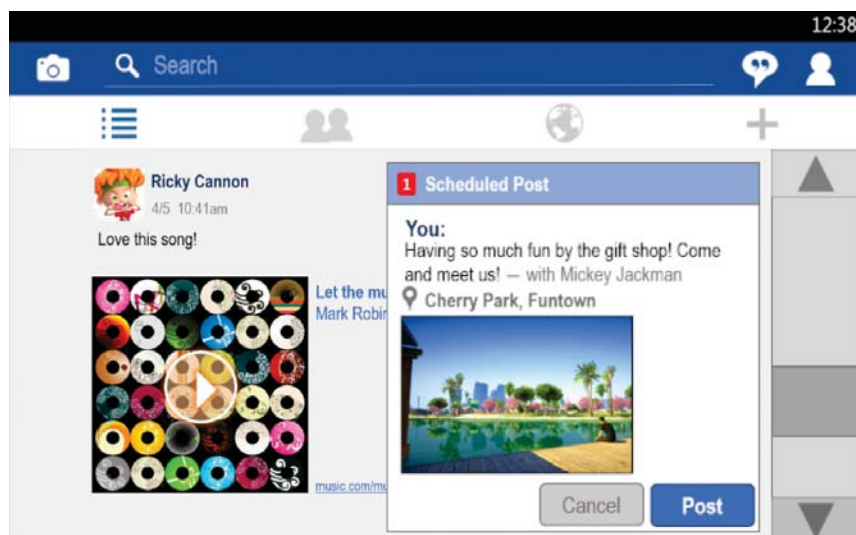 12:38
Search
Ricky Cannon
4/5 10:41am
Love this song!
Let the mu
Mark Robin
music.com/mu
1 Scheduled Post
You:
Having so much fun by the gift shop! Come
and meet us! — with Mickey Jackman
Cherry Park, Funtown
Cancel
Post